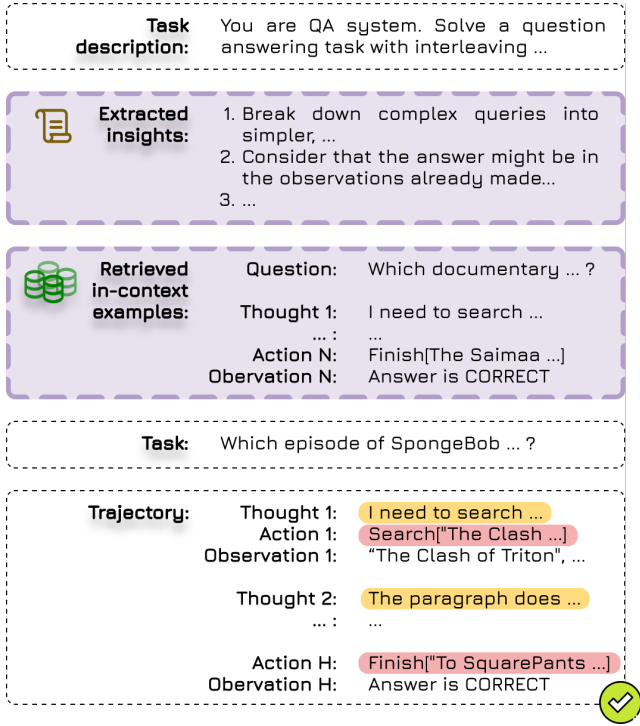 Task description: You are QA system. Solve a question
answering task with interleaving ...
Extracted insights:
1. Break down complex queries into
simpler, ...
2. Consider that the answer might be in
the observations already made...
3. ...
Retrieved in-context examples:
Question: Which documentary ... ?
Thought 1: I need to search ...
... : ...
Action N: Finish[The Saimaa ...]
Obervation N: Answer is CORRECT
Task: Which episode of SpongeBob ... ?
Trajectory:
Thought 1: I need to search ...
Action 1: Search["The Clash ...]
Observation 1: “The Clash of Triton", ...
Thought 2: The paragraph does ...
... : ...
Action H: Finish["To SquarePants ...]
Obervation H: Answer is CORRECT